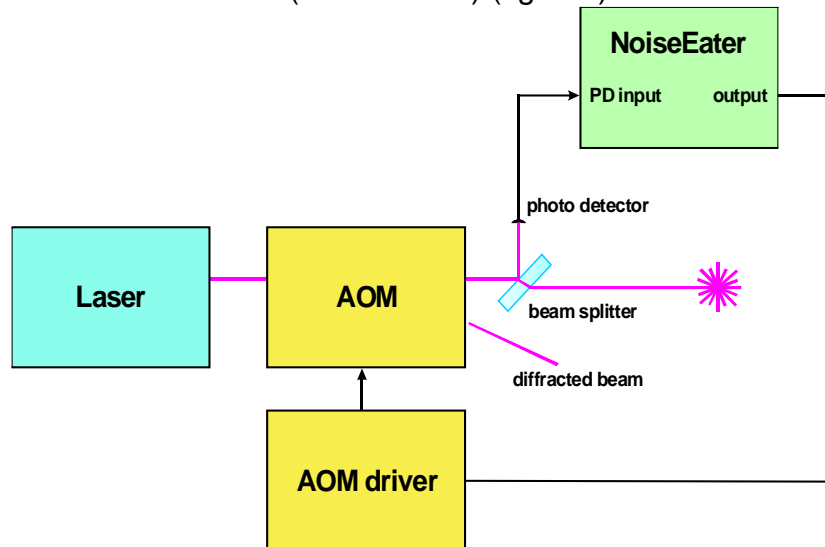 NoiseEater
PD input output
photo detector
Laser
AOM
beam splitter
diffracted beam
AOM driver